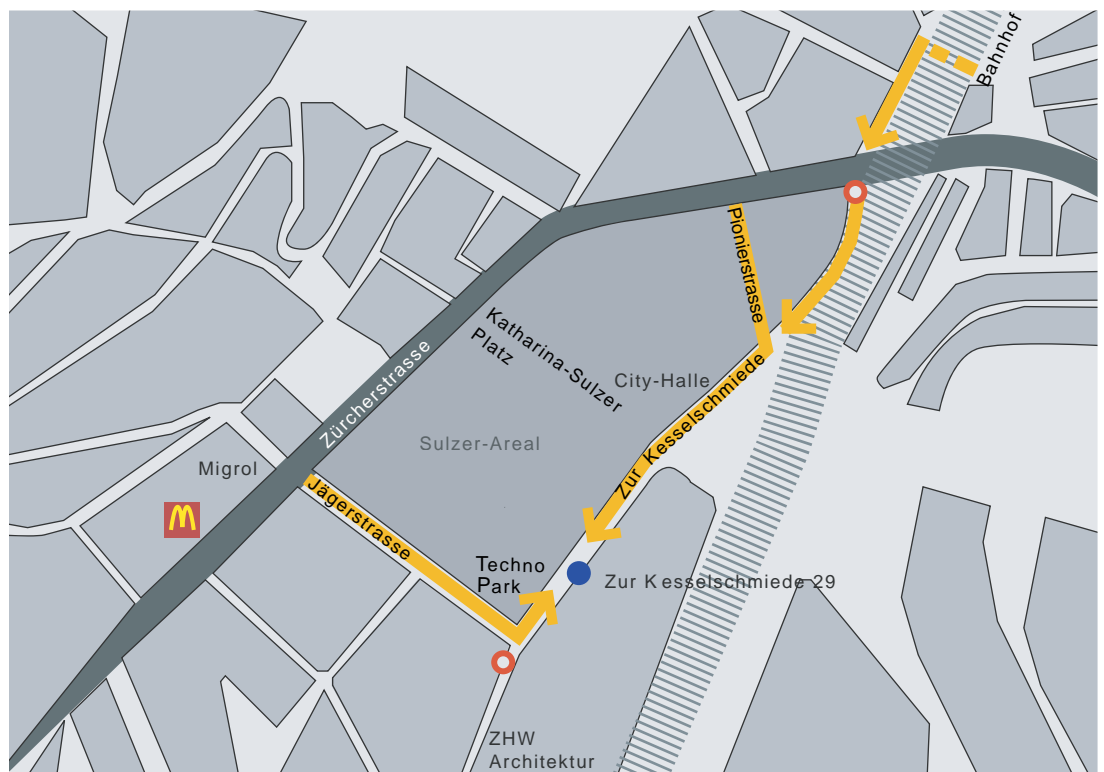 Bahnhof
Pionierstrasse
Katharina-Sulzer
Platz
Zürcherstrasse
City-Halle
Zur Kesselschmiede
Sulzer-Areal
Migrol
Jägerstrasse
Techno
Park
Zur Kesselschmiede 29
ZHW
Architektur